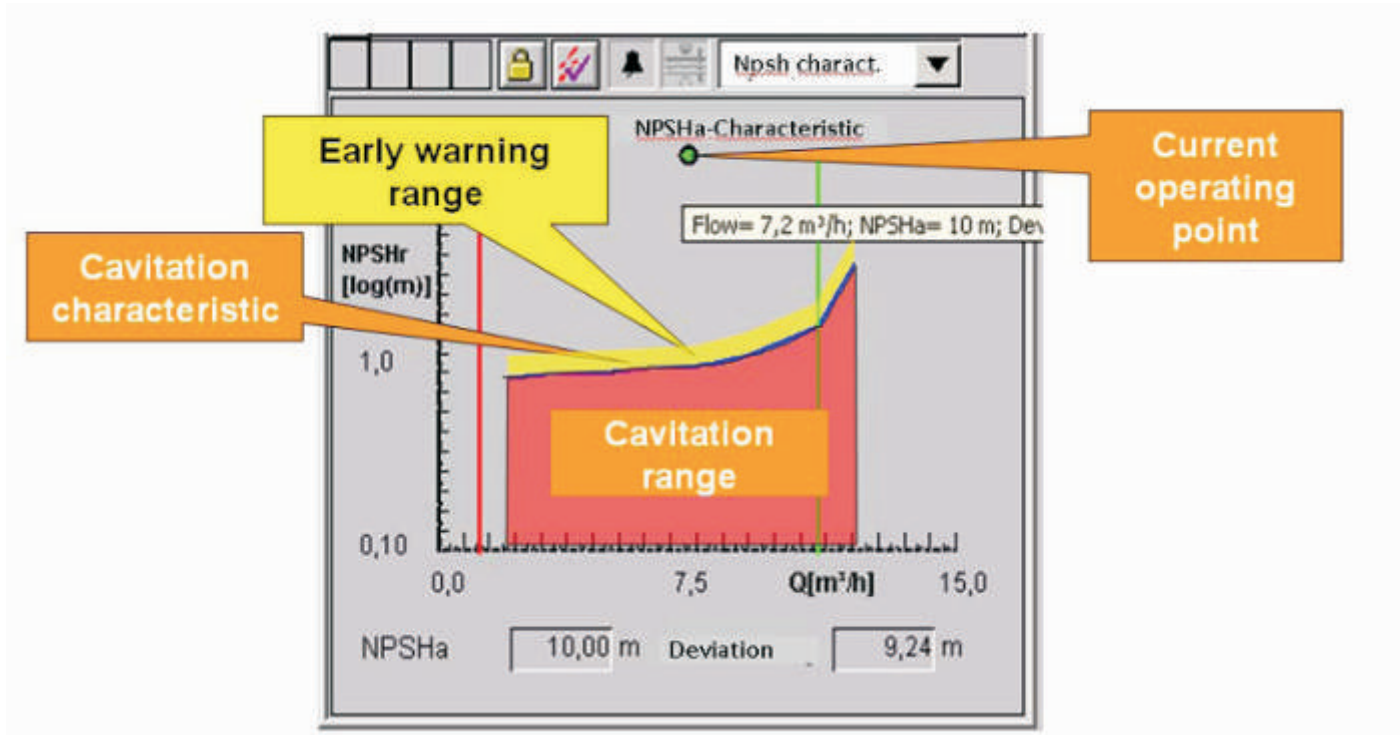 Npsh charact.
NPSHa-Characteristic
Early warning
range
Current
operating
point
Flow= 7,2 m³/h; NPSHa= 10 m; Dev
NPSHr
[log(m)]
Cavitation
characteristic
1,0
Cavitation
range
0,10
0,0
7,5
Q[m³/h]
15,0
NPSHa
10,00 m
Deviation
9,24 m